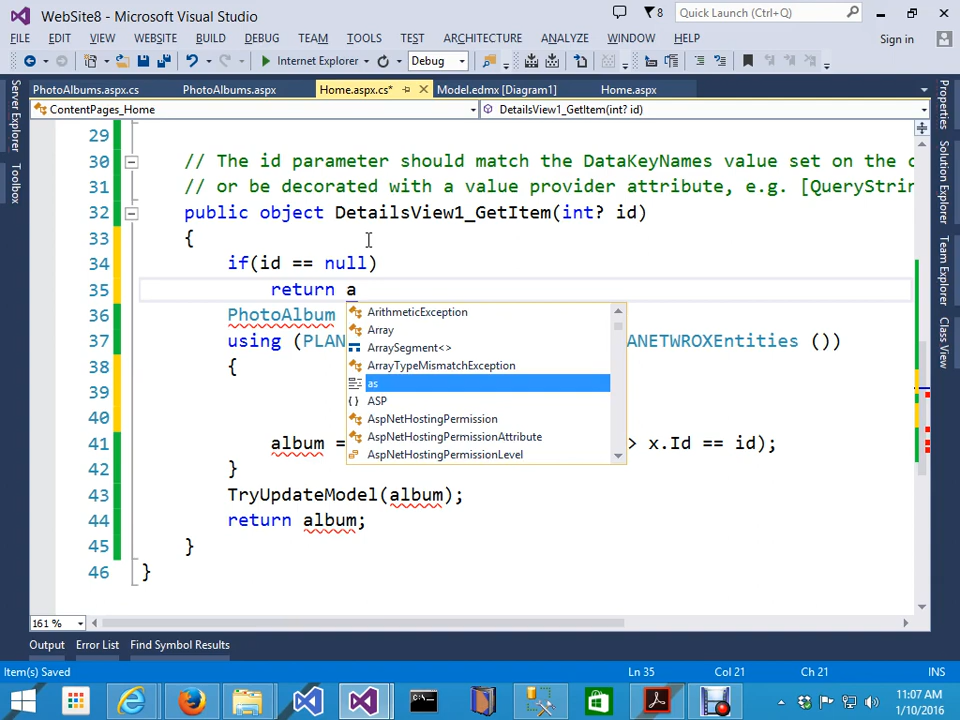 WebSite8 - Microsoft Visual Studio
8
Quick Launch (Ctrl+Q)
FILE EDIT VIEW WEBSITE BUILD DEBUG TEAM TOOLS TEST ARCHITECTURE ANALYZE WINDOW HELP
Sign in
Internet Explorer
Debug
PhotoAlbums.aspx.cs
PhotoAlbums.aspx
Home.aspx.cs*
Model.edmx [Diagram1]
Home.aspx
ContentPages_Home
DetailsView1_GetItem(int? id)
Server Explorer
Toolbox
Properties
Solution Explorer
Team Explorer
Class View
29
30 // The id parameter should match the DataKeyNames value set on the c
31 // or be decorated with a value provider attribute, e.g. [QueryStrin
32 public object DetailsView1_GetItem(int? id)
33 {
34 if(id == null)
35 return a
36 PhotoAlbum
37 using (PLAN ANETWROXEntities ())
38 {
39
40
41 album = > x.Id == id);
42 }
43 TryUpdateModel(album);
44 return album;
45 }
46 }
ArithmeticException
Array
ArraySegment<>
ArrayTypeMismatchException
as
ASP
AspNetHostingPermission
AspNetHostingPermissionAttribute
AspNetHostingPermissionLevel
161 %
Output
Error List
Find Symbol Results
Item(s) Saved
Ln 35
Col 21
Ch 21
INS
11:07 AM
1/10/2016